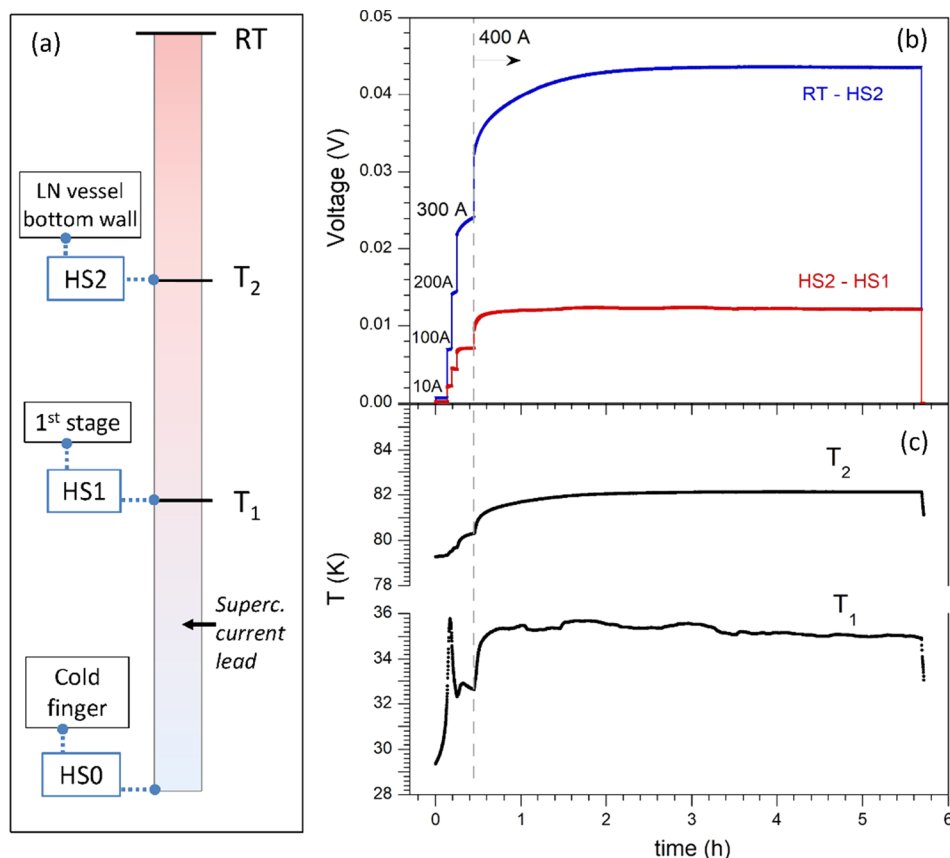 (a)
RT
LN vessel
bottom wall
HS2
T₂
1st stage
HS1
T₁
Superc.
current
lead
Cold
finger
HS0
(b)
400 A
0.05
0.04
0.03
0.02
0.01
0.00
Voltage (V)
RT - HS2
300 A
200A
100A
10A
HS2 - HS1
(c)
T₂
84
82
80
78
T (K)
T₁
36
34
32
30
28
0 1 2 3 4 5 6
time (h)